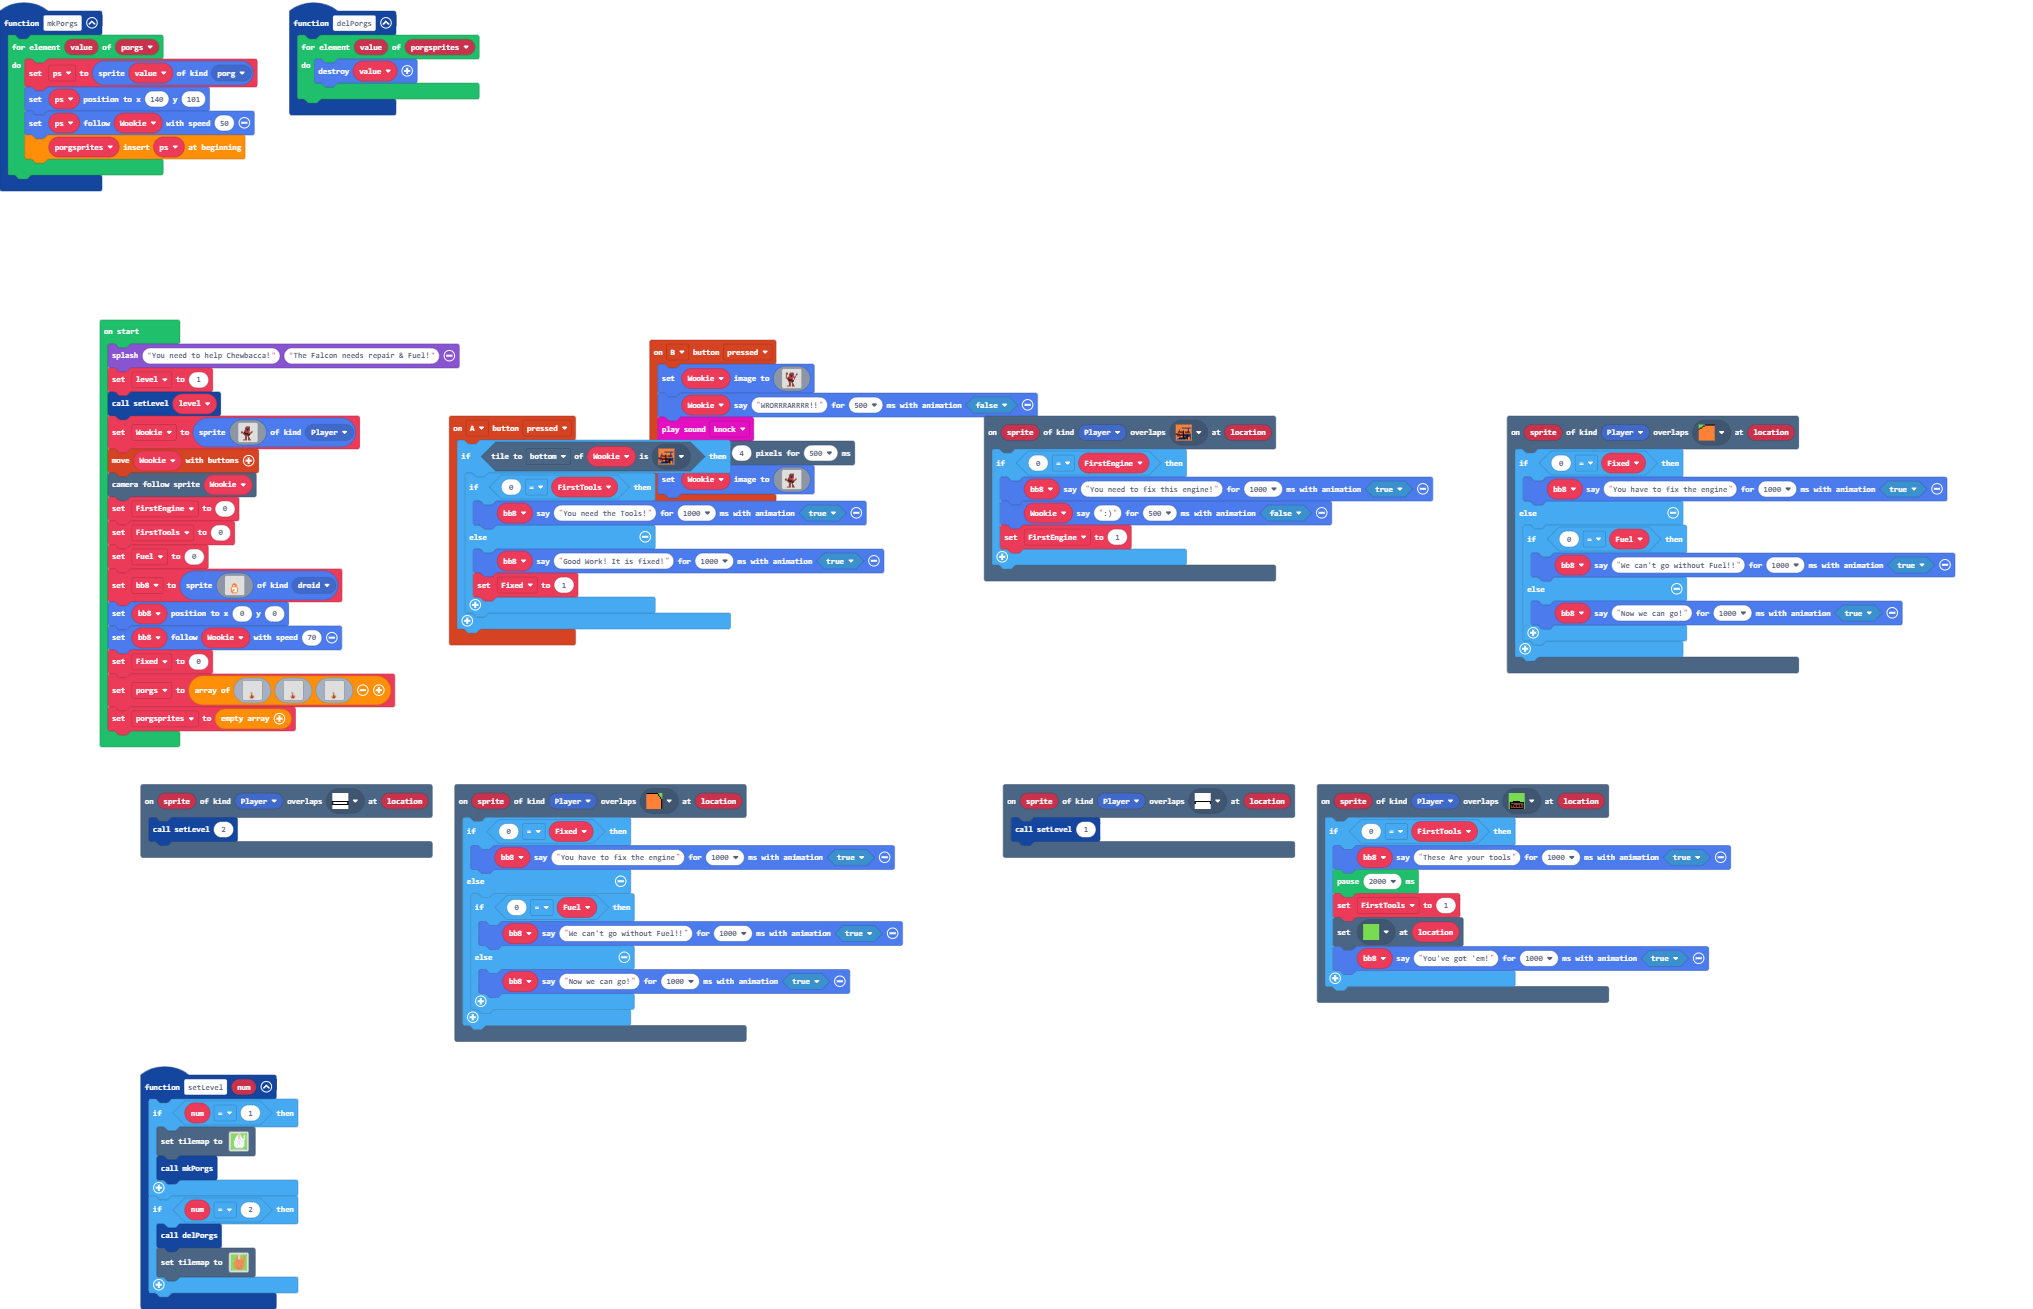 function mkPorgs
for element value of porgs
do
set ps to sprite value of kind porg
set ps position to x 140 y 101
set ps follow Wookie with speed 50
porgsprites insert ps at beginning
function delPorgs
for element value of porgsprites
do
destroy value
on start
splash "You need to help Chewbacca!" "The Falcon needs repair & Fuel!"
set level to 1
call setLevel level
set Wookie to sprite of kind Player
move Wookie with buttons
camera follow sprite Wookie
set FirstEngine to 0
set FirstTools to 0
set Fuel to 0
set bb8 to sprite of kind droid
set bb8 position to x 0 y 0
set bb8 follow Wookie with speed 70
set Fixed to 0
set porgs to array of
set porgsprites to empty array
on A button pressed
if tile to bottom of Wookie is then
if 0 = FirstTools then
bb8 say "You need the Tools!" for 1000 ms with animation true
else
bb8 say "Good Work! It is fixed!" for 1000 ms with animation true
set Fixed to 1
on B button pressed
set Wookie image to
Wookie say "WRORRRARRRR!!" for 500 ms with animation false
play sound knock
4 pixels for 500 ms
set Wookie image to
on sprite of kind Player overlaps at location
if 0 = FirstEngine then
bb8 say "You need to fix this engine!" for 1000 ms with animation true
Wookie say ":)" for 500 ms with animation false
set FirstEngine to 1
on sprite of kind Player overlaps at location
if 0 = Fixed then
bb8 say "You have to fix the engine" for 1000 ms with animation true
else
if 0 = Fuel then
bb8 say "We can't go without Fuel!!" for 1000 ms with animation true
else
bb8 say "Now we can go!" for 1000 ms with animation true
on sprite of kind Player overlaps at location
call setLevel 2
on sprite of kind Player overlaps at location
if 0 = Fixed then
bb8 say "You have to fix the engine" for 1000 ms with animation true
else
if 0 = Fuel then
bb8 say "We can't go without Fuel!!" for 1000 ms with animation true
else
bb8 say "Now we can go!" for 1000 ms with animation true
on sprite of kind Player overlaps at location
call setLevel 1
on sprite of kind Player overlaps at location
if 0 = FirstTools then
bb8 say "These Are your tools" for 1000 ms with animation true
pause 2000 ms
set FirstTools to 1
set at location
bb8 say "You've got 'em!" for 1000 ms with animation true
function setLevel num
if num = 1 then
set tilemap to
call mkPorgs
if num = 2 then
call delPorgs
set tilemap to